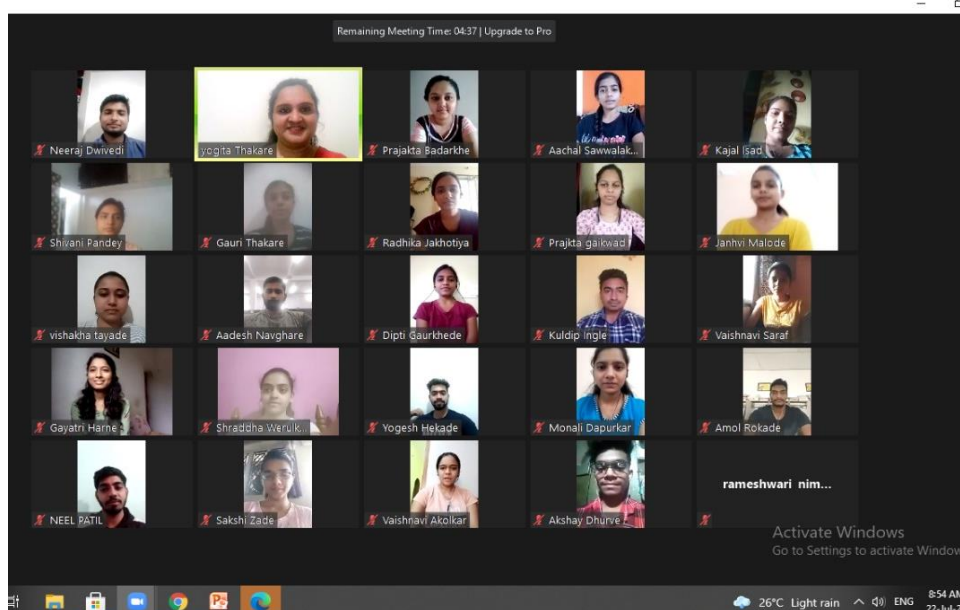 Remaining Meeting Time: 04:37 | Upgrade to Pro
Neeraj Dwivedi
yogita Thakare
Prajakta Badarkhe
Aachal Sawwalak...
Kajal Isad
Shivani Pandey
Gauri Thakare
Radhika Jakhotiya
Prajkta gaikwad
Janhvi Malode
vishakha tayade
Aadesh Navghare
Dipti Gaurkhede
Kuldip Ingle
Vaishnavi Saraf
Gayatri Harne
Shraddha Werulk...
Yogesh Hekade
Monali Dapurkar
Amol Rokade
rameshwari nim...
NEEL PATIL
Sakshi Zade
Vaishnavi Akolkar
Akshay Dhurve
Activate Windows
Go to Settings to activate Window
26°C Light rain
ENG
8:54 AM